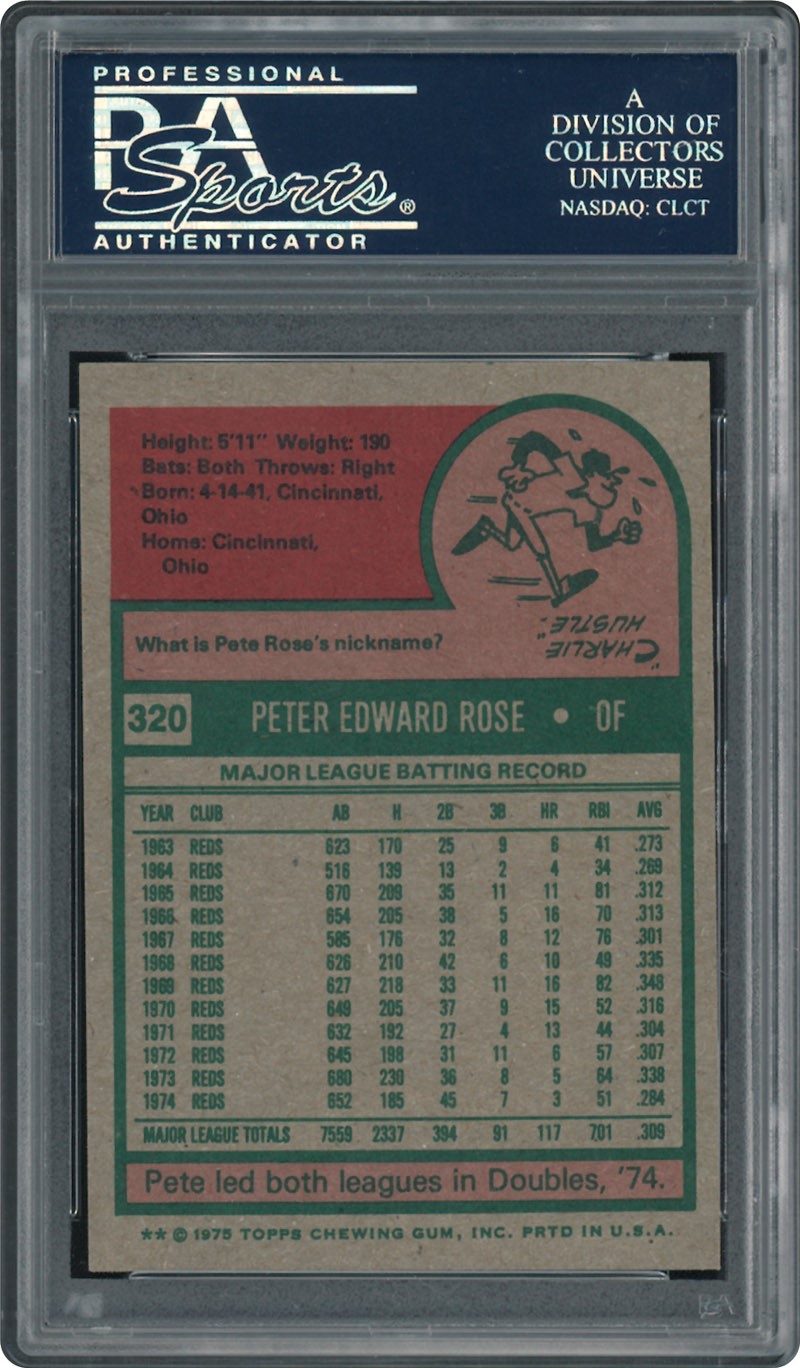 PROFESSIONAL
PSA
Sports®
AUTHENTICATOR
A
DIVISION OF
COLLECTORS
UNIVERSE
NASDAQ: CLCT
Height: 5'11" Weight: 190
Bats: Both Throws: Right
Born: 4-14-41, Cincinnati,
Ohio
Home: Cincinnati,
Ohio
What is Pete Rose's nickname?
"CHARLIE
HUSTLE"
320 PETER EDWARD ROSE • OF
MAJOR LEAGUE BATTING RECORD
YEAR CLUB AB H 2B 3B HR RBI AVG
1963 REDS 623 170 25 9 6 41 .273
1964 REDS 516 139 13 2 4 34 .269
1965 REDS 670 209 35 11 11 81 .312
1966 REDS 654 205 38 5 16 70 .313
1967 REDS 585 176 32 8 12 76 .301
1968 REDS 626 210 42 6 10 49 .335
1969 REDS 627 218 33 11 16 82 .348
1970 REDS 649 205 37 9 15 52 .316
1971 REDS 632 192 27 4 13 44 .304
1972 REDS 645 198 31 11 6 57 .307
1973 REDS 680 230 36 8 5 64 .338
1974 REDS 652 185 45 7 3 51 .284
MAJOR LEAGUE TOTALS 7559 2337 394 91 117 701 .309
Pete led both leagues in Doubles, '74.
** © 1975 TOPPS CHEWING GUM, INC. PRTD IN U.S.A.
PSA